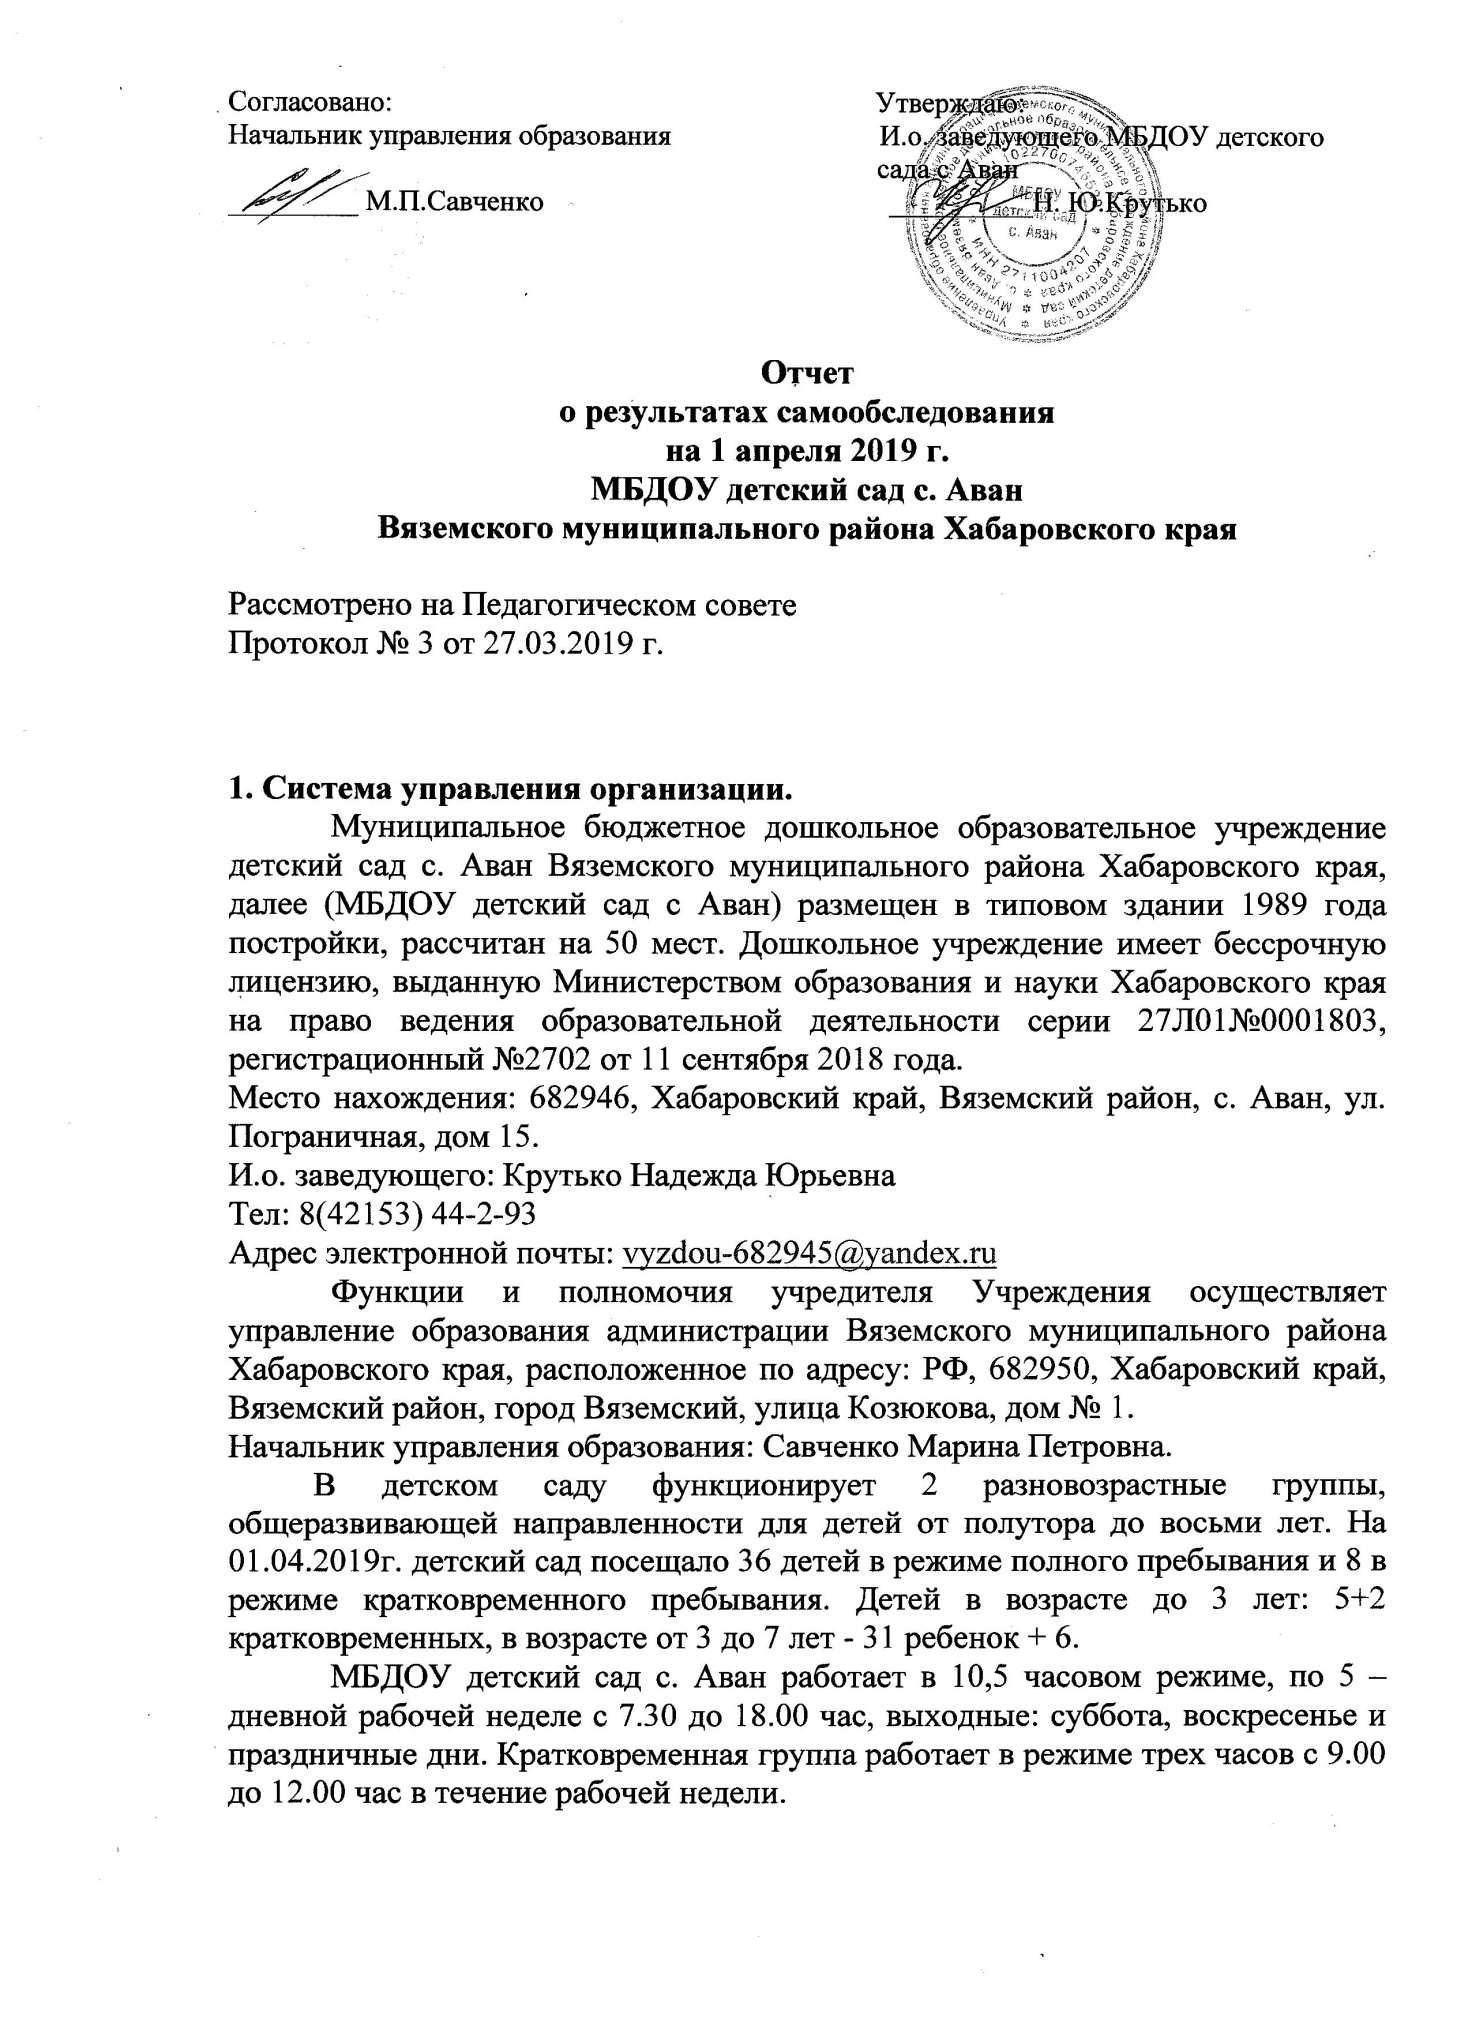 Согласовано:
Начальник управления образования
М.П.Савченко
Утверждаю:
И.о. заведующего МБДОУ детского
сада с Аван
Н. Ю.Крутько
МБДОУ
детский сад
с. Аван
ИНН 2711004207
Отчет
о результатах самообследования
на 1 апреля 2019 г.
МБДОУ детский сад с. Аван
Вяземского муниципального района Хабаровского края
Рассмотрено на Педагогическом совете
Протокол № 3 от 27.03.2019 г.
1. Система управления организации.
Муниципальное бюджетное дошкольное образовательное учреждение
детский сад с. Аван Вяземского муниципального района Хабаровского края,
далее (МБДОУ детский сад с Аван) размещен в типовом здании 1989 года
постройки, рассчитан на 50 мест. Дошкольное учреждение имеет бессрочную
лицензию, выданную Министерством образования и науки Хабаровского края
на право ведения образовательной деятельности серии 27Л01№0001803,
регистрационный №2702 от 11 сентября 2018 года.
Место нахождения: 682946, Хабаровский край, Вяземский район, с. Аван, ул.
Пограничная, дом 15.
И.о. заведующего: Крутько Надежда Юрьевна
Тел: 8(42153) 44-2-93
Адрес электронной почты: vyzdou-682945@yandex.ru
Функции и полномочия учредителя Учреждения осуществляет
управление образования администрации Вяземского муниципального района
Хабаровского края, расположенное по адресу: РФ, 682950, Хабаровский край,
Вяземский район, город Вяземский, улица Козюкова, дом № 1.
Начальник управления образования: Савченко Марина Петровна.
В детском саду функционирует 2 разновозрастные группы,
общеразвивающей направленности для детей от полутора до восьми лет. На
01.04.2019г. детский сад посещало 36 детей в режиме полного пребывания и 8 в
режиме кратковременного пребывания. Детей в возрасте до 3 лет: 5+2
кратковременных, в возрасте от 3 до 7 лет - 31 ребенок + 6.
МБДОУ детский сад с. Аван работает в 10,5 часовом режиме, по 5 –
дневной рабочей неделе с 7.30 до 18.00 час, выходные: суббота, воскресенье и
праздничные дни. Кратковременная группа работает в режиме трех часов с 9.00
до 12.00 час в течение рабочей недели.